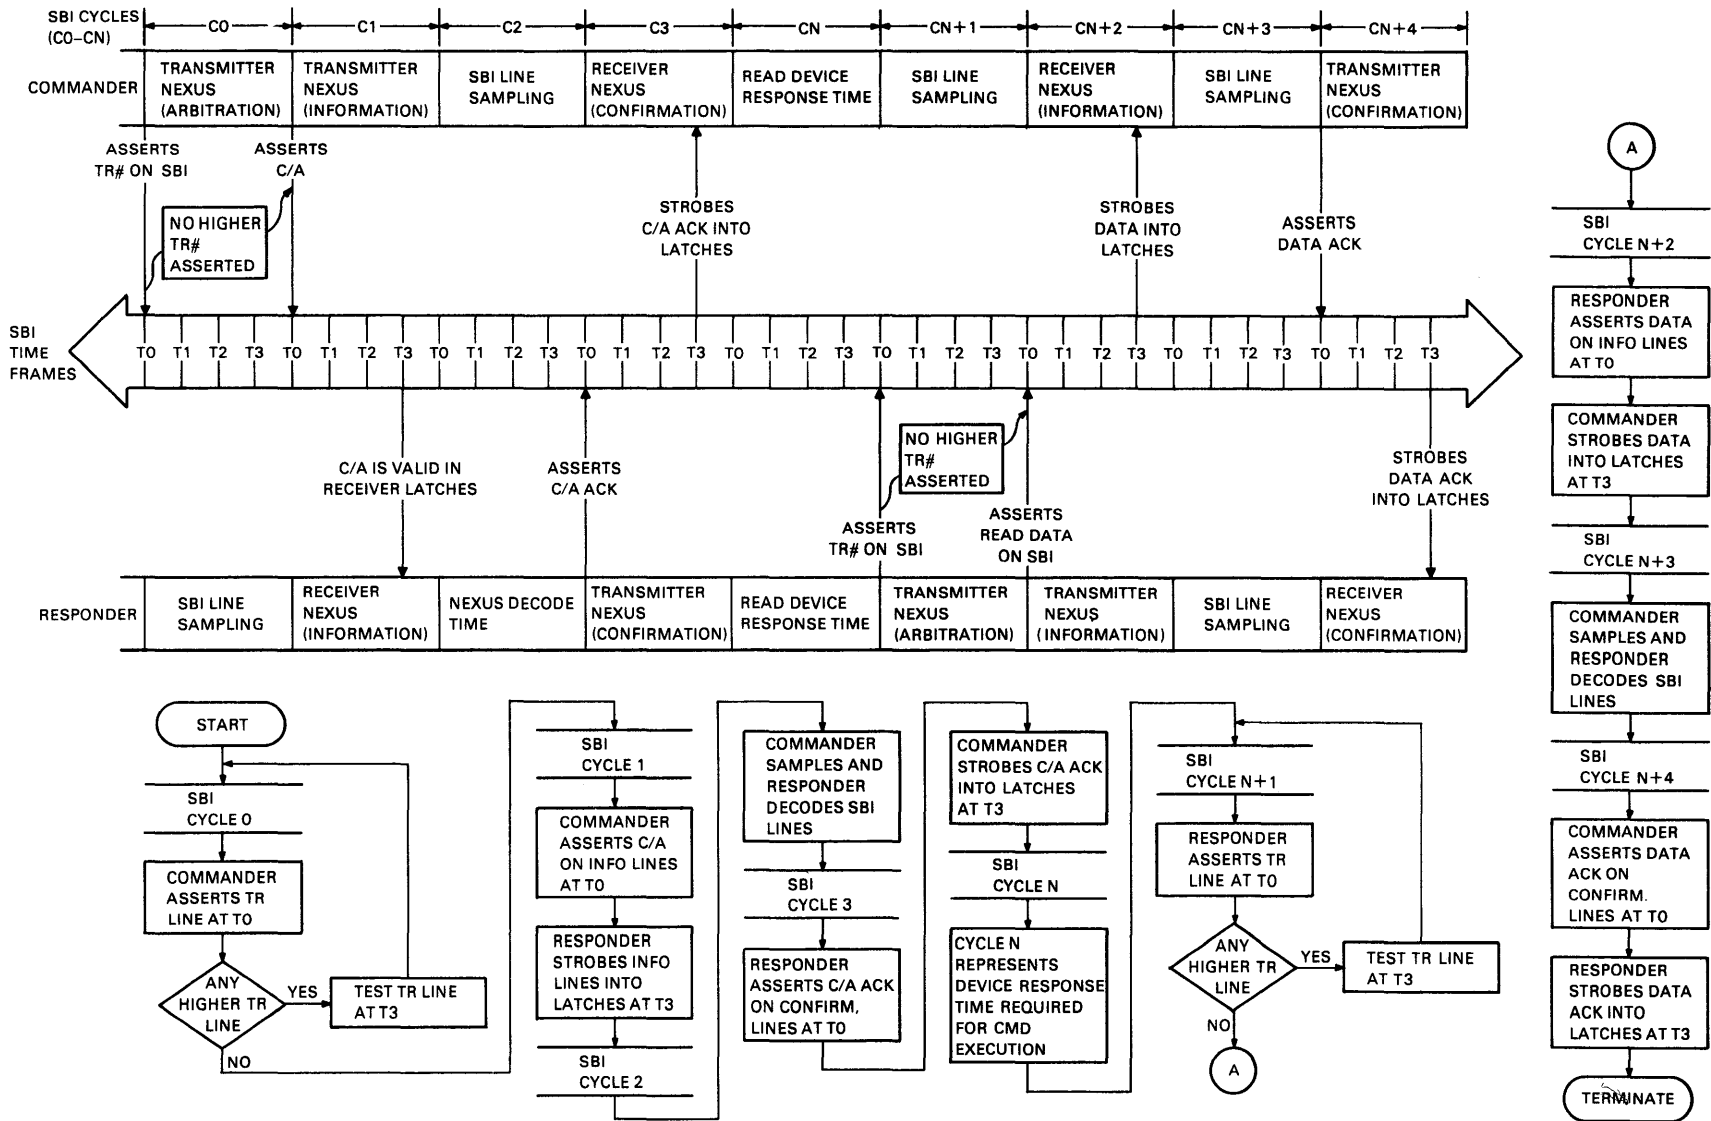 SBI CYCLES
(C0–CN)
C0
C1
C2
C3
CN
CN+1
CN+2
CN+3
CN+4
COMMANDER
TRANSMITTER
NEXUS
(ARBITRATION)
TRANSMITTER
NEXUS
(INFORMATION)
SBI LINE
SAMPLING
RECEIVER
NEXUS
(CONFIRMATION)
READ DEVICE
RESPONSE TIME
SBI LINE
SAMPLING
RECEIVER
NEXUS
(INFORMATION)
SBI LINE
SAMPLING
TRANSMITTER
NEXUS
(CONFIRMATION)
ASSERTS
TR# ON SBI
ASSERTS
C/A
NO HIGHER
TR#
ASSERTED
STROBES
C/A ACK INTO
LATCHES
STROBES
DATA INTO
LATCHES
ASSERTS
DATA ACK
SBI
TIME
FRAMES
T0 T1 T2 T3 T0 T1 T2 T3 T0 T1 T2 T3 T0 T1 T2 T3 T0 T1 T2 T3 T0 T1 T2 T3 T0 T1 T2 T3 T0 T1 T2 T3 T0 T1 T2 T3
C/A IS VALID IN
RECEIVER LATCHES
ASSERTS
C/A ACK
NO HIGHER
TR#
ASSERTED
ASSERTS
TR# ON SBI
ASSERTS
READ DATA
ON SBI
STROBES
DATA ACK
INTO LATCHES
RESPONDER
SBI LINE
SAMPLING
RECEIVER
NEXUS
(INFORMATION)
NEXUS DECODE
TIME
TRANSMITTER
NEXUS
(CONFIRMATION)
READ DEVICE
RESPONSE TIME
TRANSMITTER
NEXUS
(ARBITRATION)
TRANSMITTER
NEXUS
(INFORMATION)
SBI LINE
SAMPLING
RECEIVER
NEXUS
(CONFIRMATION)
START
SBI
CYCLE 0
COMMANDER
ASSERTS TR
LINE AT T0
ANY
HIGHER TR
LINE
YES
TEST TR LINE
AT T3
NO
SBI
CYCLE 1
COMMANDER
ASSERTS C/A
ON INFO LINES
AT T0
RESPONDER
STROBES INFO
LINES INTO
LATCHES AT T3
SBI
CYCLE 2
COMMANDER
SAMPLES AND
RESPONDER
DECODES SBI
LINES
SBI
CYCLE 3
RESPONDER
ASSERTS C/A ACK
ON CONFIRM,
LINES AT T0
COMMANDER
STROBES C/A ACK
INTO LATCHES
AT T3
SBI
CYCLE N
CYCLE N
REPRESENTS
DEVICE RESPONSE
TIME REQUIRED
FOR CMD
EXECUTION
SBI
CYCLE N+1
RESPONDER
ASSERTS TR
LINE AT T0
ANY
HIGHER TR
LINE
YES
TEST TR LINE
AT T3
NO
A
A
SBI
CYCLE N+2
RESPONDER
ASSERTS DATA
ON INFO LINES
AT T0
COMMANDER
STROBES DATA
INTO LATCHES
AT T3
SBI
CYCLE N+3
COMMANDER
SAMPLES AND
RESPONDER
DECODES SBI
LINES
SBI
CYCLE N+4
COMMANDER
ASSERTS DATA
ACK ON
CONFIRM.
LINES AT T0
RESPONDER
STROBES DATA
ACK INTO
LATCHES AT T3
TERMINATE